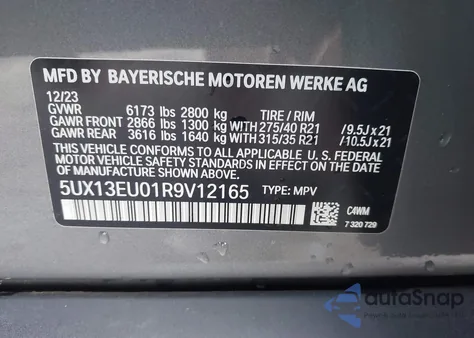 MFD BY BAYERISCHE MOTOREN WERKE AG
12/23
GVWR 6173 lbs 2800 kg TIRE / RIM
GAWR FRONT 2866 lbs 1300 kg WITH 275/40 R21 /9.5J x 21
GAWR REAR 3616 lbs 1640 kg WITH 315/35 R21 /10.5J x 21
THIS VEHICLE CONFORMS TO ALL APPLICABLE U.S. FEDERAL
MOTOR VEHICLE SAFETY STANDARDS IN EFFECT ON THE DATE
OF MANUFACTURE SHOWN ABOVE.
5UX13EU01R9V12165 TYPE: MPV
C4WM
7 320 729
autoSnap